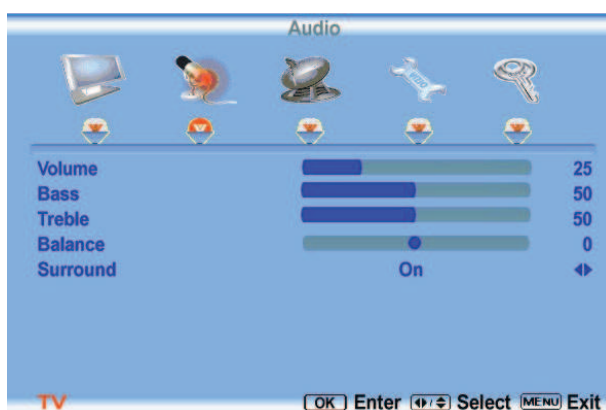 Audio
Volume 25
Bass 50
Treble 50
Balance 0
Surround On
TV OK Enter Select MENU Exit